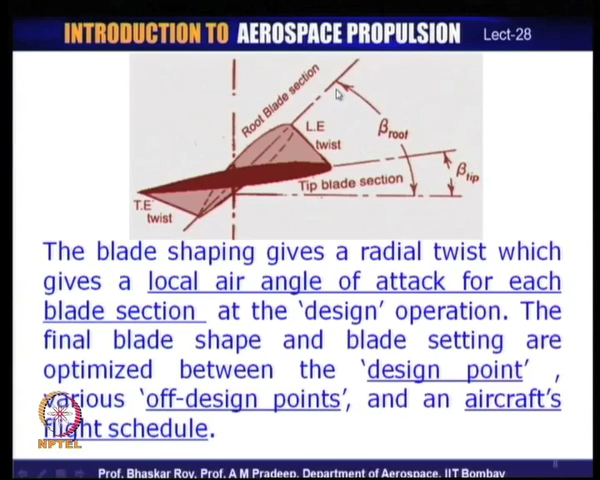 INTRODUCTION TO AEROSPACE PROPULSION Lect-28
Root Blade section
L.E
twist
βroot
βtip
Tip blade section
T.E
twist
The blade shaping gives a radial twist which
gives a local air angle of attack for each
blade section at the ‘design’ operation. The
final blade shape and blade setting are
optimized between the ‘design point’ ,
various ‘off-design points’, and an aircraft’s
flight schedule.
NPTEL
8
Prof. Bhaskar Roy, Prof. A M Pradeep, Department of Aerospace, IIT Bombay